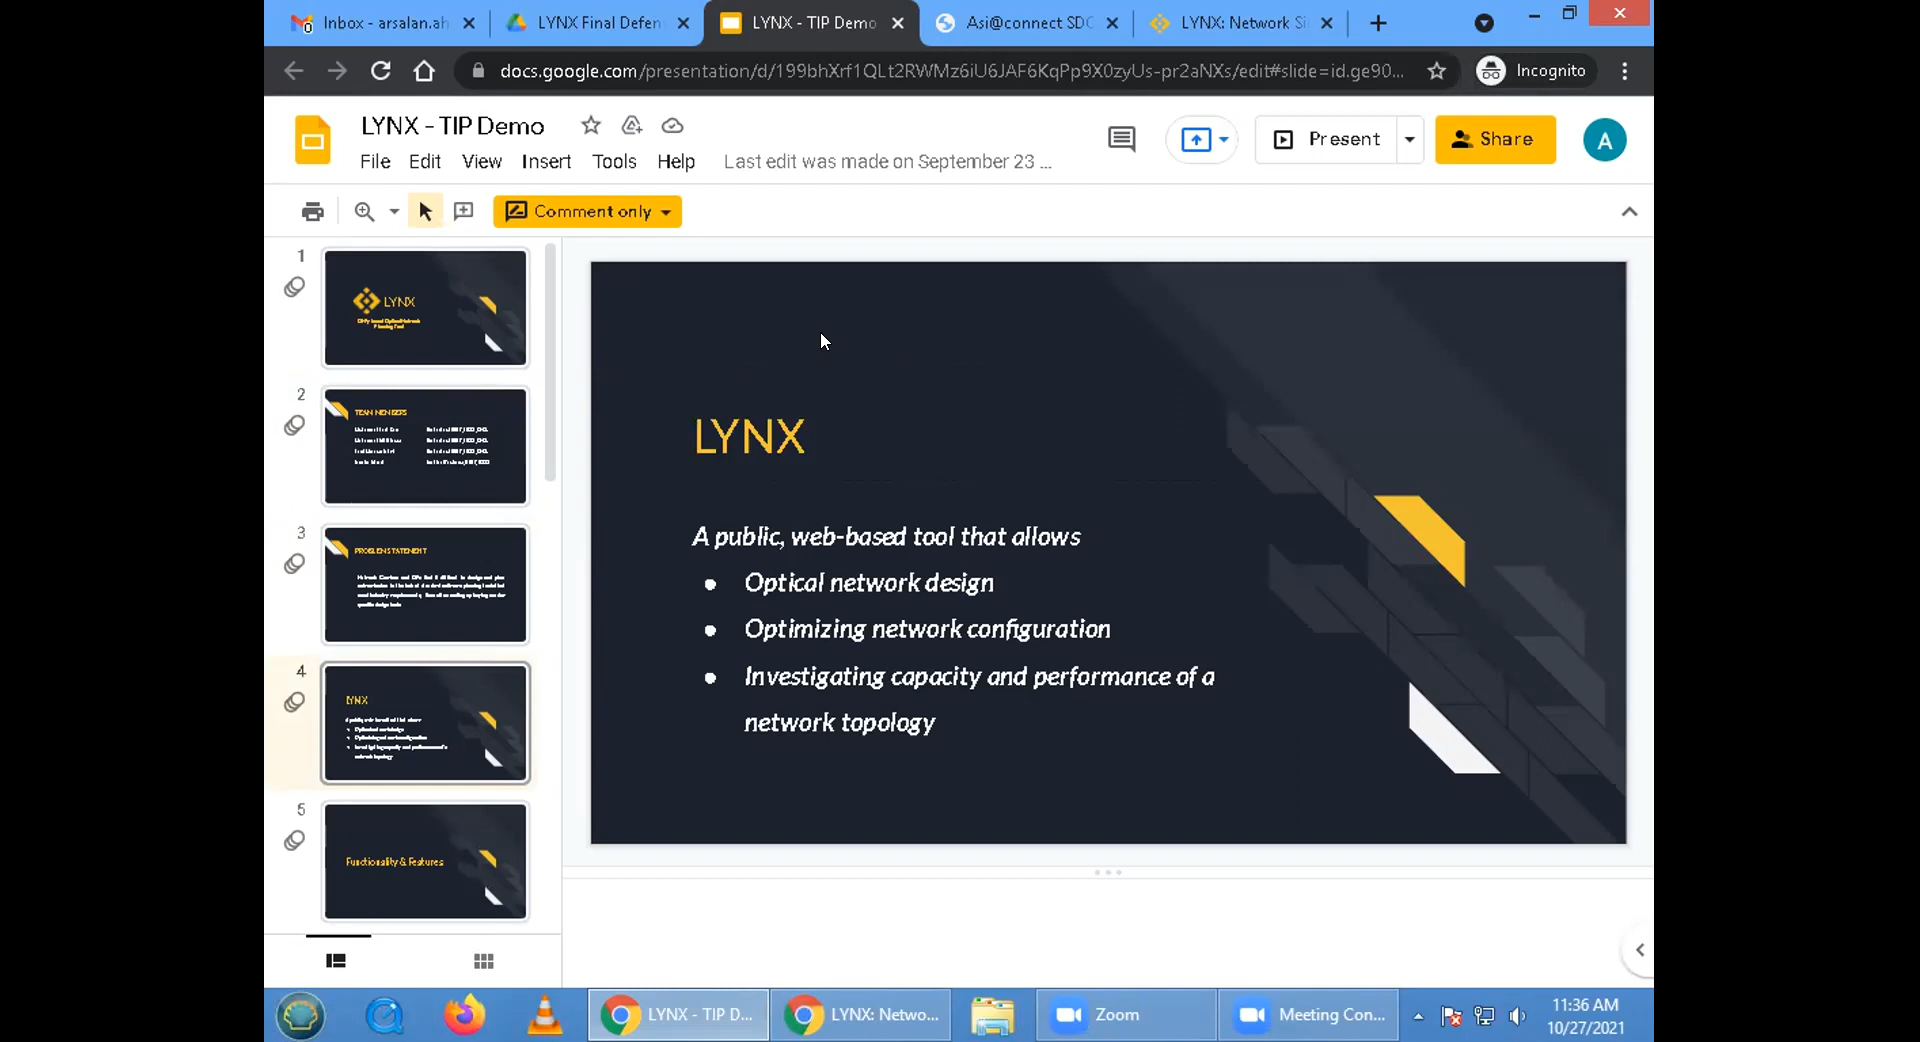 Inbox - arsalan.ah
LYNX Final Defen
LYNX - TIP Demo
Asi@connect SDC
LYNX: Network Si
docs.google.com/presentation/d/199bhXrf1QLt2RWMz6iU6JAF6KqPp9X0zyUs-pr2aNXs/edit#slide=id.ge90...
Incognito
LYNX - TIP Demo
File Edit View Insert Tools Help
Last edit was made on September 23 ...
Present
Share
A
Comment only
1
LYNX
2
TEAM MEMBERS
3
PROBLEM STATEMENT
4
LYNX
5
Functionality & Features
LYNX
A public, web-based tool that allows
● Optical network design
● Optimizing network configuration
● Investigating capacity and performance of a
network topology
LYNX - TIP D...
LYNX: Netwo...
Zoom
Meeting Con...
11:36 AM
10/27/2021